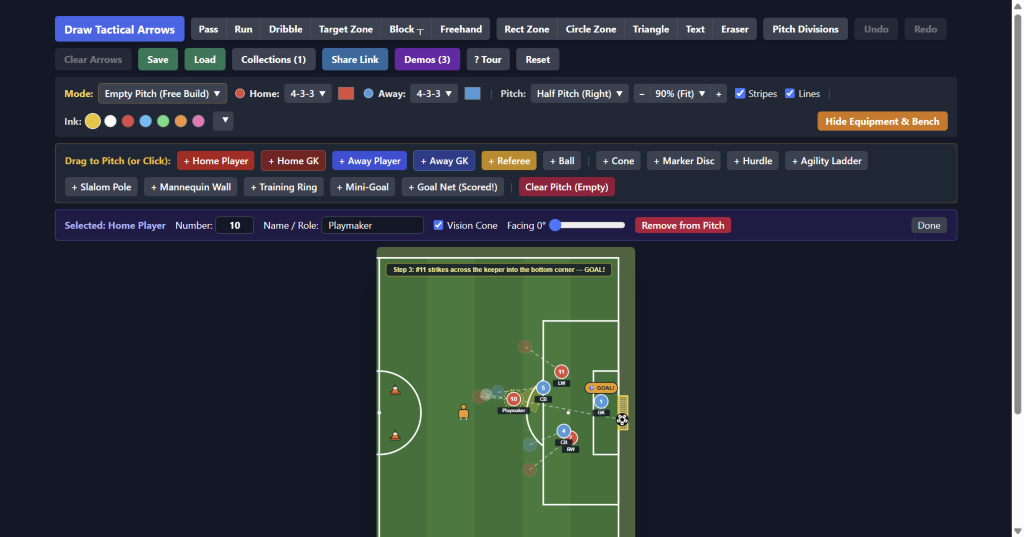 Draw Tactical Arrows Pass Run Dribble Target Zone Block ┬ Freehand Rect Zone Circle Zone Triangle Text Eraser Pitch Divisions Undo Redo
Clear Arrows Save Load Collections (1) Share Link Demos (3) ? Tour Reset
Mode: Empty Pitch (Free Build) ▼ Home: 4-3-3 ▼ Away: 4-3-3 ▼ | Pitch: Half Pitch (Right) ▼ − 90% (Fit) ▼ + Stripes Lines |
Ink: ▼ Hide Equipment & Bench
Drag to Pitch (or Click): + Home Player + Home GK + Away Player + Away GK + Referee + Ball | + Cone + Marker Disc + Hurdle + Agility Ladder
+ Slalom Pole + Mannequin Wall + Training Ring + Mini-Goal + Goal Net (Scored!) | Clear Pitch (Empty)
Selected: Home Player Number: 10 Name / Role: Playmaker Vision Cone Facing 0° Remove from Pitch Done
Step 3: #11 strikes across the keeper into the bottom corner — GOAL!
11
LW
5
CB
GOAL!
10
Playmaker
1
GK
4
CB
RW